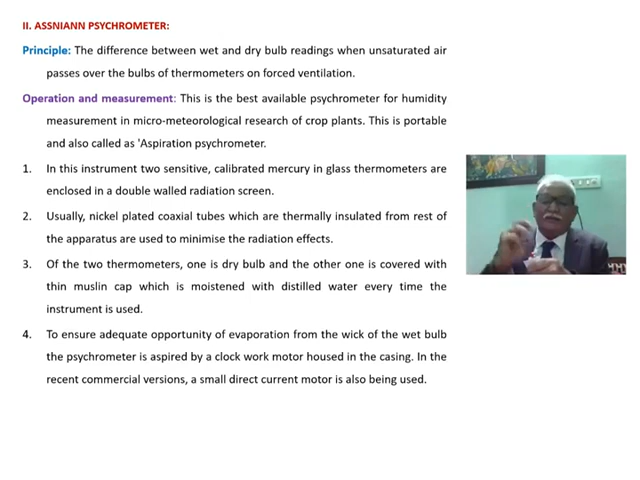 II. ASSNIANN PSYCHROMETER:
Principle: The difference between wet and dry bulb readings when unsaturated air
passes over the bulbs of thermometers on forced ventilation.
Operation and measurement: This is the best available psychrometer for humidity
measurement in micro-meteorological research of crop plants. This is portable
and also called as 'Aspiration psychrometer.
1. In this instrument two sensitive, calibrated mercury in glass thermometers are
enclosed in a double walled radiation screen.
2. Usually, nickel plated coaxial tubes which are thermally insulated from rest of
the apparatus are used to minimise the radiation effects.
3. Of the two thermometers, one is dry bulb and the other one is covered with
thin muslin cap which is moistened with distilled water every time the
instrument is used.
4. To ensure adequate opportunity of evaporation from the wick of the wet bulb
the psychrometer is aspired by a clock work motor housed in the casing. In the
recent commercial versions, a small direct current motor is also being used.